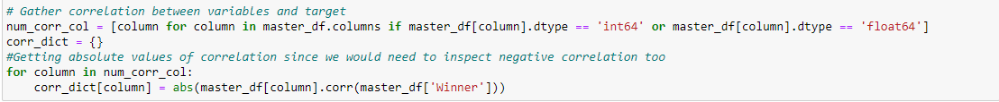 # Gather correlation between variables and target
num_corr_col = [column for column in master_df.columns if master_df[column].dtype == 'int64' or master_df[column].dtype == 'float64']
corr_dict = {}
#Getting absolute values of correlation since we would need to inspect negative correlation too
for column in num_corr_col:
    corr_dict[column] = abs(master_df[column].corr(master_df['Winner']))